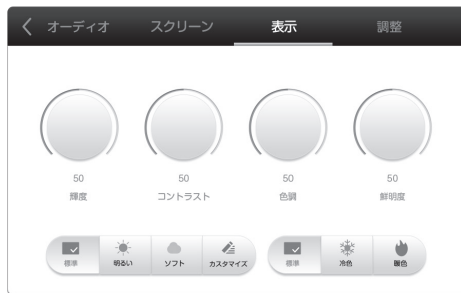 オーディオ スクリーン 表示 調整
50 50 50 50
輝度 コントラスト 色調 鮮明度
標準 明るい ソフト カスタマイズ 標準 冷色 暖色